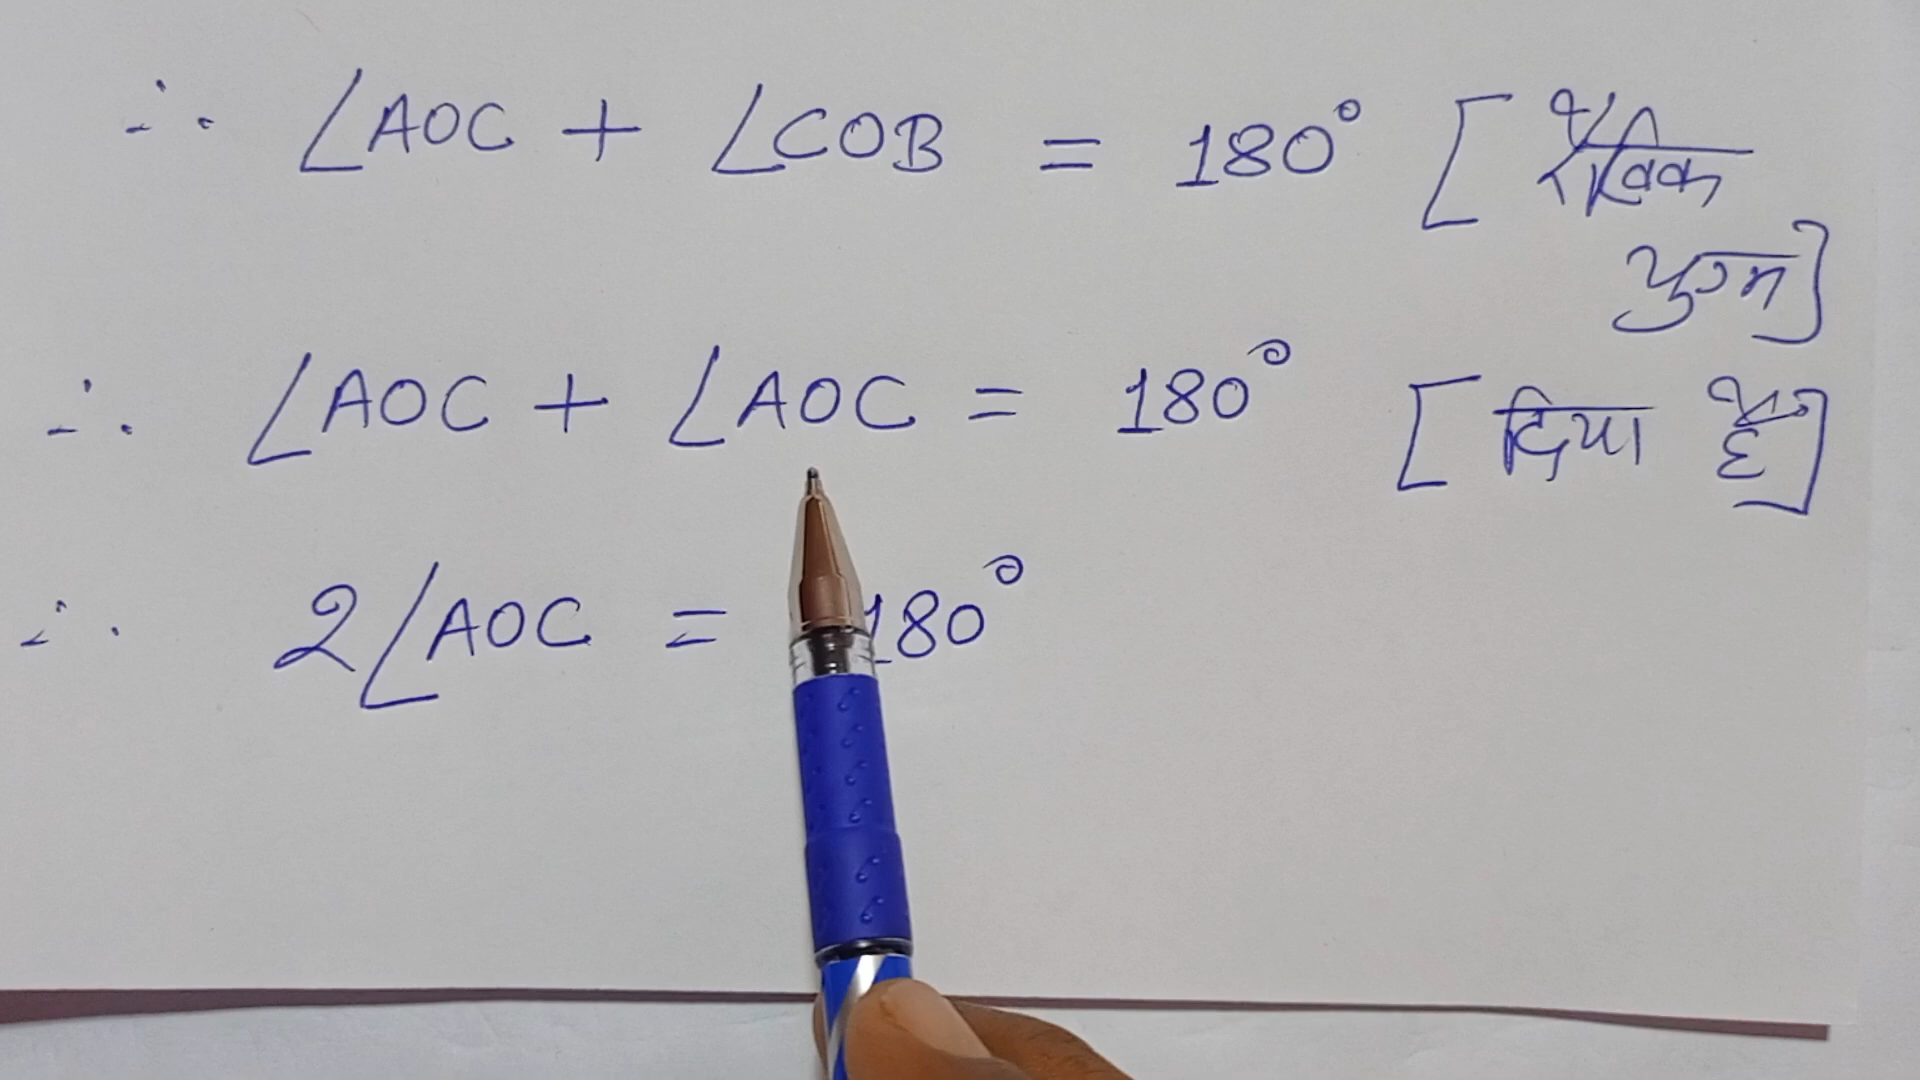 ∴ ∠AOC + ∠COB = 180° [रैखिक
युग्म]
∴ ∠AOC + ∠AOC = 180° [दिया है]
∴ 2∠AOC = 180°